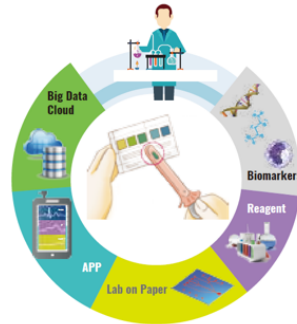 Big Data
Cloud
Biomarker
Reagent
APP
Lab on Paper